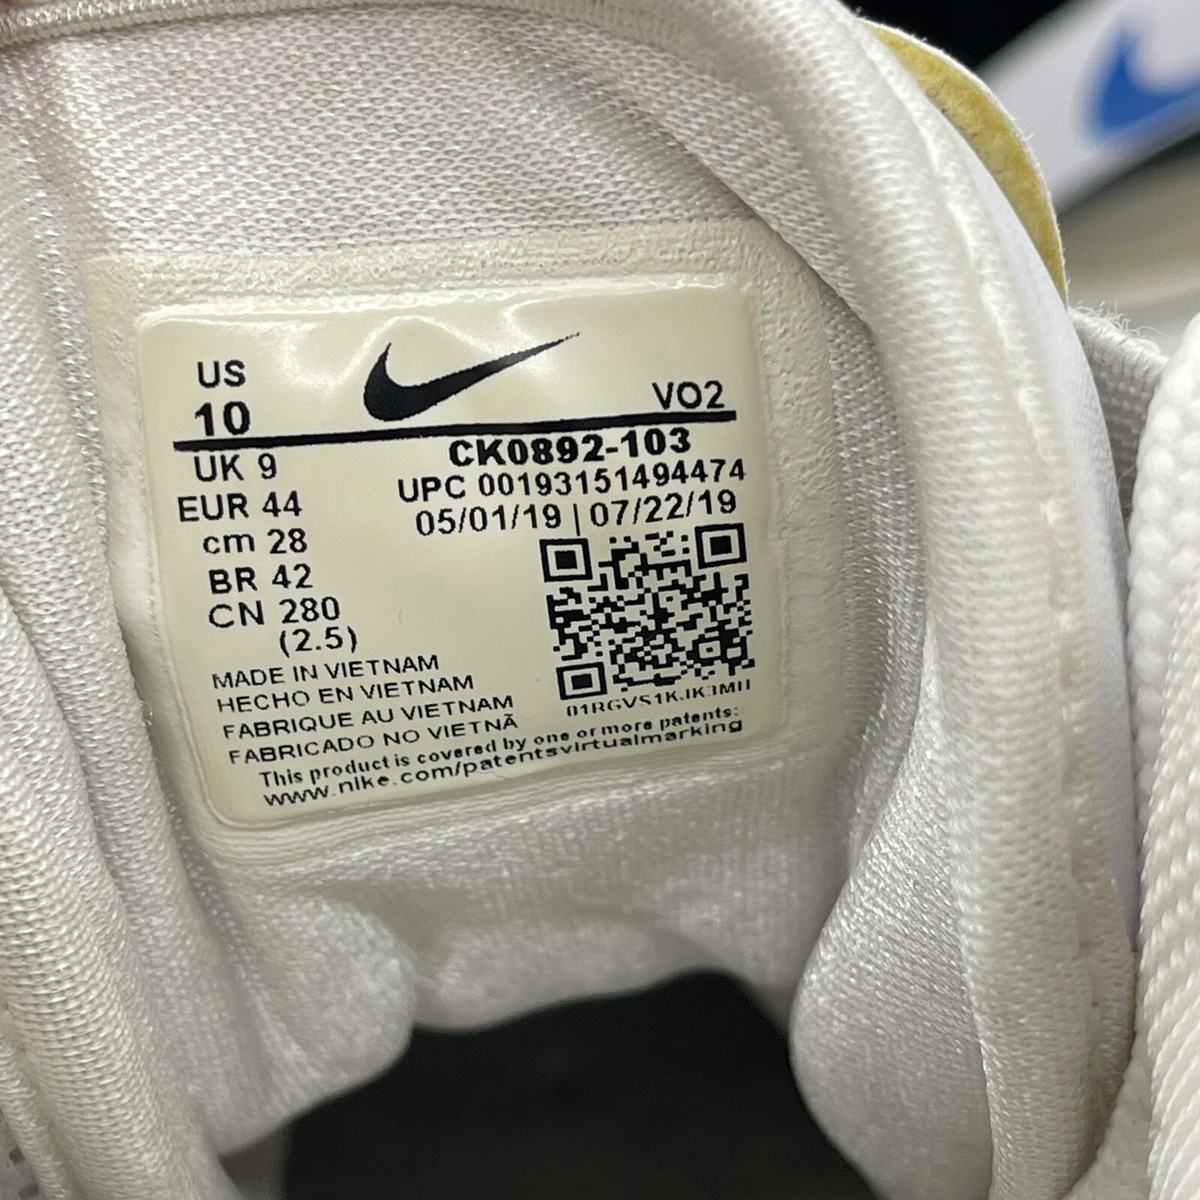 US
10
VO2
UK 9
CK0892-103
EUR 44
UPC 00193151494474
cm 28
05/01/19 | 07/22/19
BR 42
CN 280
(2.5)
MADE IN VIETNAM
HECHO EN VIETNAM
FABRIQUE AU VIETNAM
FABRICADO NO VIETNÃ
This product is covered by one or more patents:
www.nike.com/patentsvirtualmarking